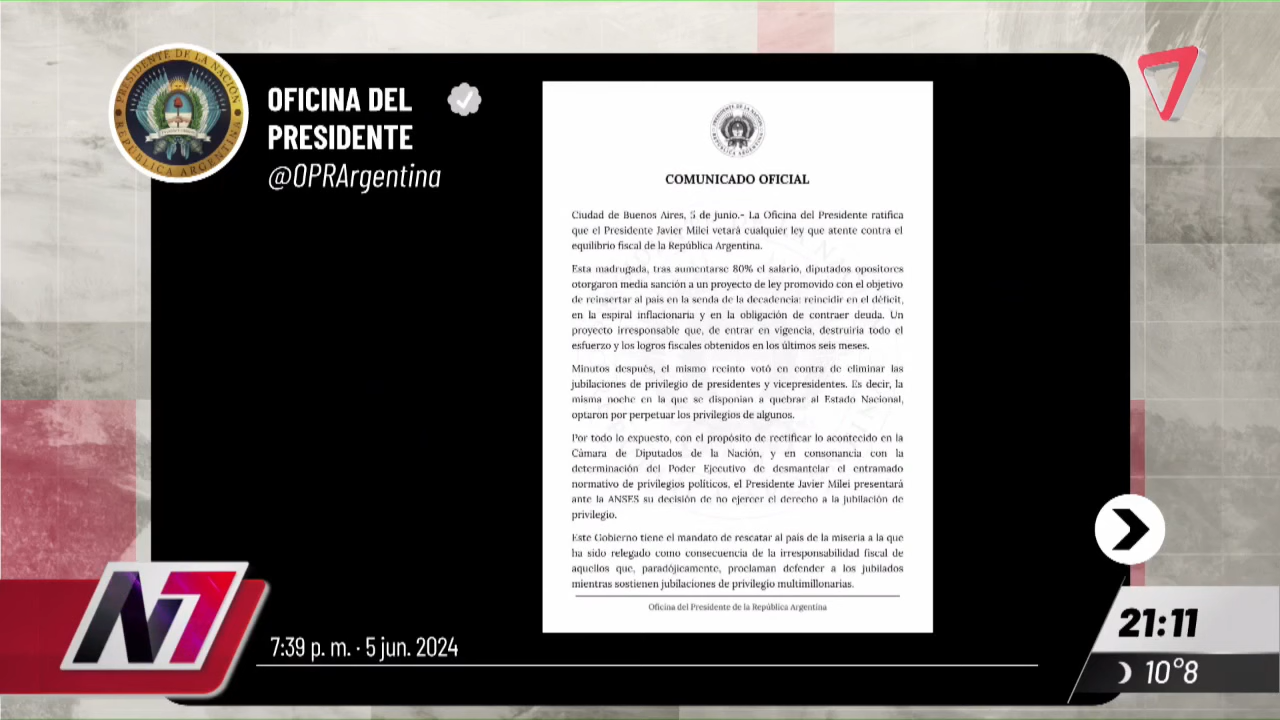 PRESIDENTE DE LA NACIÓN
REPÚBLICA ARGENTINA
OFICINA DEL
PRESIDENTE
@OPRArgentina
COMUNICADO OFICIAL
Ciudad de Buenos Aires, 5 de junio.- La Oficina del Presidente ratifica
que el Presidente Javier Milei vetará cualquier ley que atente contra el
equilibrio fiscal de la República Argentina.
Esta madrugada, tras aumentarse 80% el salario, diputados opositores
otorgaron media sanción a un proyecto de ley promovido con el objetivo
de reinsertar al país en la senda de la decadencia: reincidir en el déficit,
en la espiral inflacionaria y en la obligación de contraer deuda. Un
proyecto irresponsable que, de entrar en vigencia, destruiría todo el
esfuerzo y los logros fiscales obtenidos en los últimos seis meses.
Minutos después, el mismo recinto votó en contra de eliminar las
jubilaciones de privilegio de presidentes y vicepresidentes. Es decir, la
misma noche en la que se disponían a quebrar al Estado Nacional,
optaron por perpetuar los privilegios de algunos.
Por todo lo expuesto, con el propósito de rectificar lo acontecido en la
Cámara de Diputados de la Nación, y en consonancia con la
determinación del Poder Ejecutivo de desmantelar el entramado
normativo de privilegios políticos, el Presidente Javier Milei presentará
ante la ANSES su decisión de no ejercer el derecho a la jubilación de
privilegio.
Este Gobierno tiene el mandato de rescatar al país de la miseria a la que
ha sido relegado como consecuencia de la irresponsabilidad fiscal de
aquellos que, paradójicamente, proclaman defender a los jubilados
mientras sostienen jubilaciones de privilegio multimillonarias.
Oficina del Presidente de la República Argentina
7:39 p. m. · 5 jun. 2024
N7
21:11
10°8